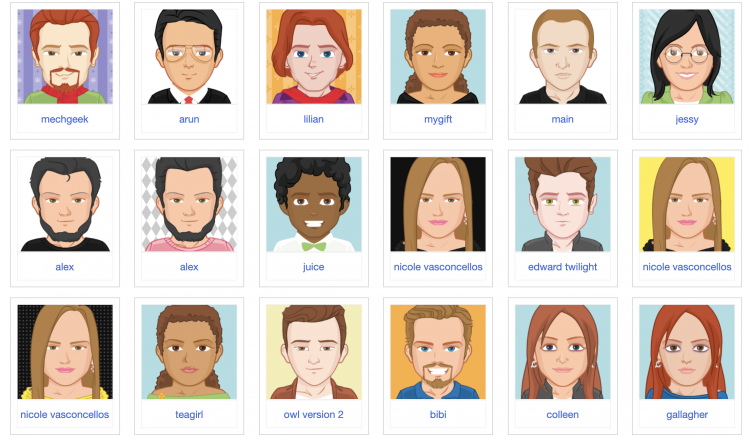 mechgeek
arun
lilian
mygift
main
jessy
alex
alex
juice
nicole vasconcellos
edward twilight
nicole vasconcellos
nicole vasconcellos
teagirl
owl version 2
bibi
colleen
gallagher